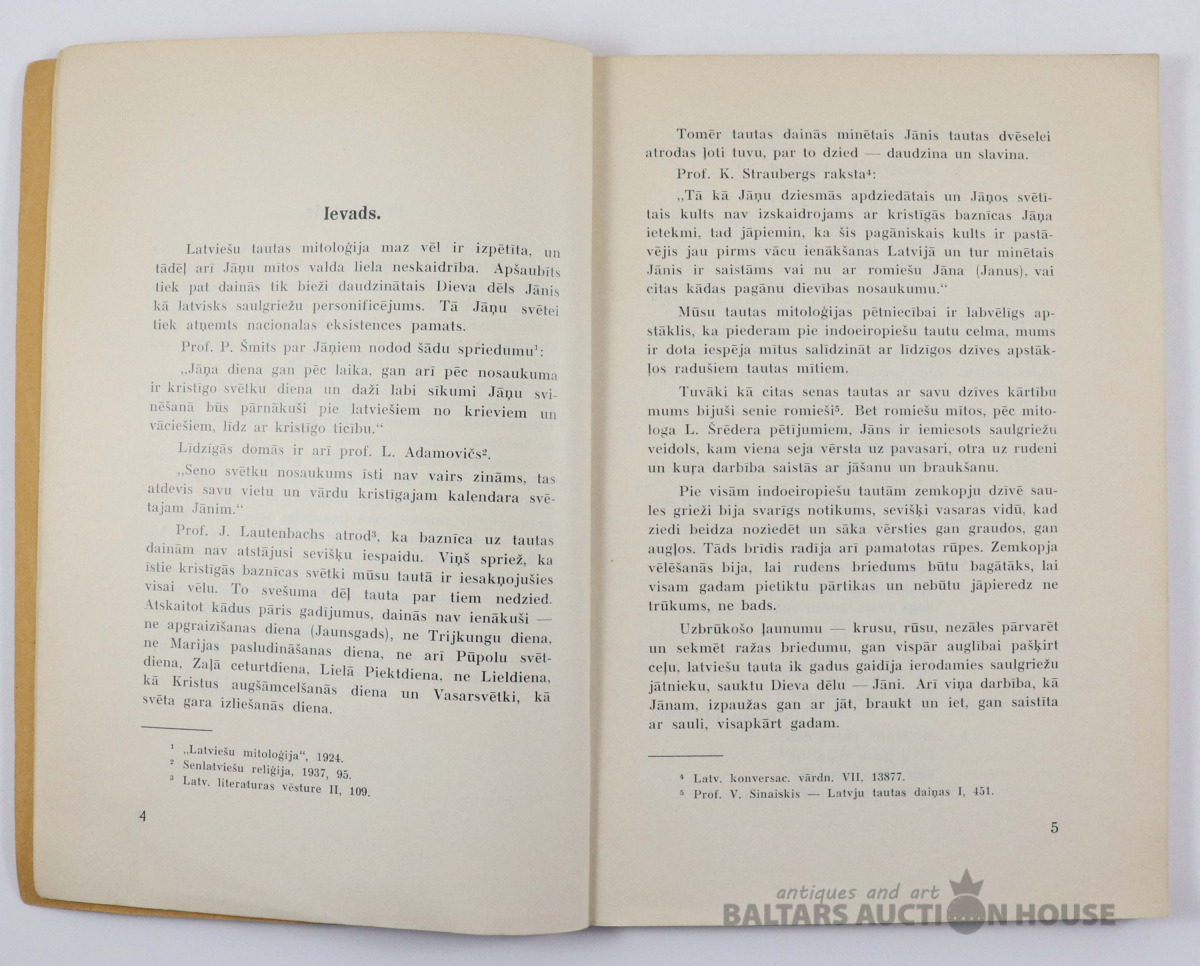 Ievads.
Latviešu tautas mitoloģija maz vēl ir izpētīta, un
tādēļ arī Jāņu mītos valda liela neskaidrība. Apšaubīts
tiek pat dainās tik bieži daudzinātais Dieva dēls Jānis
kā latvisks saulgriežu personificējums. Tā Jāņu svētei
tiek atņemts nacionalas eksistences pamats.
Prof. P. Šmits par Jāņiem nodod šādu spriedumu¹:
„Jāņa diena gan pēc laika, gan arī pēc nosaukuma
ir kristīgo svētku diena un daži labi sīkumi Jāņu svi-
nēšanā būs pārnākuši pie latviešiem no krieviem un
vāciešiem, līdz ar kristīgo ticību.“
Līdzīgās domās ir arī prof. L. Adamovičs².
„Seno svētku nosaukums īsti nav vairs zināms, tas
atdevis savu vietu un vārdu kristīgajam kalendara svē-
tajam Jānim.“
Prof. J. Lautenbachs atrod³, ka baznīca uz tautas
dainām nav atstājusi sevišķu iespaidu. Viņš spriež, ka
īstie kristīgās baznīcas svētki mūsu tautā ir iesakņojušies
visai vēlu. To svešuma dēļ tauta par tiem nedzied.
Atskaitot kādus pāris gadījumus, dainās nav ienākuši —
ne apgraizīšanas diena (Jaunsgads), ne Trijkungu diena,
ne Marijas pasludināšanas diena, ne arī Pūpolu svēt-
diena, Zaļā ceturtdiena, Lielā Piektdiena, ne Lieldiena,
kā Kristus augšāmcelšanās diena un Vasarsvētki, kā
svēta gara izliešanās diena.
¹ „Latviešu mitoloģija“, 1924.
² Senlatviešu reliģija, 1937, 95.
³ Latv. literaturas vēsture II, 109.
4
Tomēr tautas dainās minētais Jānis tautas dvēselei
atrodas ļoti tuvu, par to dzied — daudzina un slavina.
Prof. K. Straubergs raksta⁴:
„Tā kā Jāņu dziesmās apdziedātais un Jāņos svētī-
tais kults nav izskaidrojams ar kristīgās baznīcas Jāņa
ietekmi, tad jāpiemin, ka šis pagāniskais kults ir pastā-
vējis jau pirms vācu ienākšanas Latvijā un tur minētais
Jānis ir saistāms vai nu ar romiešu Jāna (Janus), vai
citas kādas pagānu dievības nosaukumu.“
Mūsu tautas mitoloģijas pētniecībai ir labvēlīgs ap-
stāklis, ka piederam pie indoeiropiešu tautu celma, mums
ir dota iespēja mītus salīdzināt ar līdzīgos dzīves apstāk-
ļos radušiem tautas mītiem.
Tuvāki kā citas senas tautas ar savu dzīves kārtību
mums bijuši senie romieši⁵. Bet romiešu mītos, pēc mito-
loga L. Šrēdera pētījumiem, Jāns ir iemiesots saulgriežu
veidols, kam viena seja vērsta uz pavasari, otra uz rudeni
un kuŗa darbība saistās ar jāšanu un braukšanu.
Pie visām indoeiropiešu tautām zemkopju dzīvē sau-
les grieži bija svarīgs notikums, sevišķi vasaras vidū, kad
ziedi beidza noziedēt un sāka vērsties gan graudos, gan
augļos. Tāds brīdis radīja arī pamatotas rūpes. Zemkopja
vēlēšanās bija, lai rudens briedums būtu bagātāks, lai
visam gadam pietiktu pārtikas un nebūtu jāpieredz ne
trūkums, ne bads.
Uzbrūkošo ļaunumu — krusu, rūsu, nezāles pārvarēt
un sekmēt ražas briedumu, gan vispār auglībai pašķirt
ceļu, latviešu tauta ik gadus gaidīja ierodamies saulgriežu
jātnieku, sauktu Dieva dēlu — Jāni. Arī viņa darbība, kā
Jānam, izpaužas gan ar jāt, braukt un iet, gan saistīta
ar sauli, visapkārt gadam.
⁴ Latv. konversac. vārdn. VII, 13877.
⁵ Prof. V. Sinaiskis — Latvju tautas daiņas I, 451.
5
antiques and art
BALTARS AUCTION HOUSE